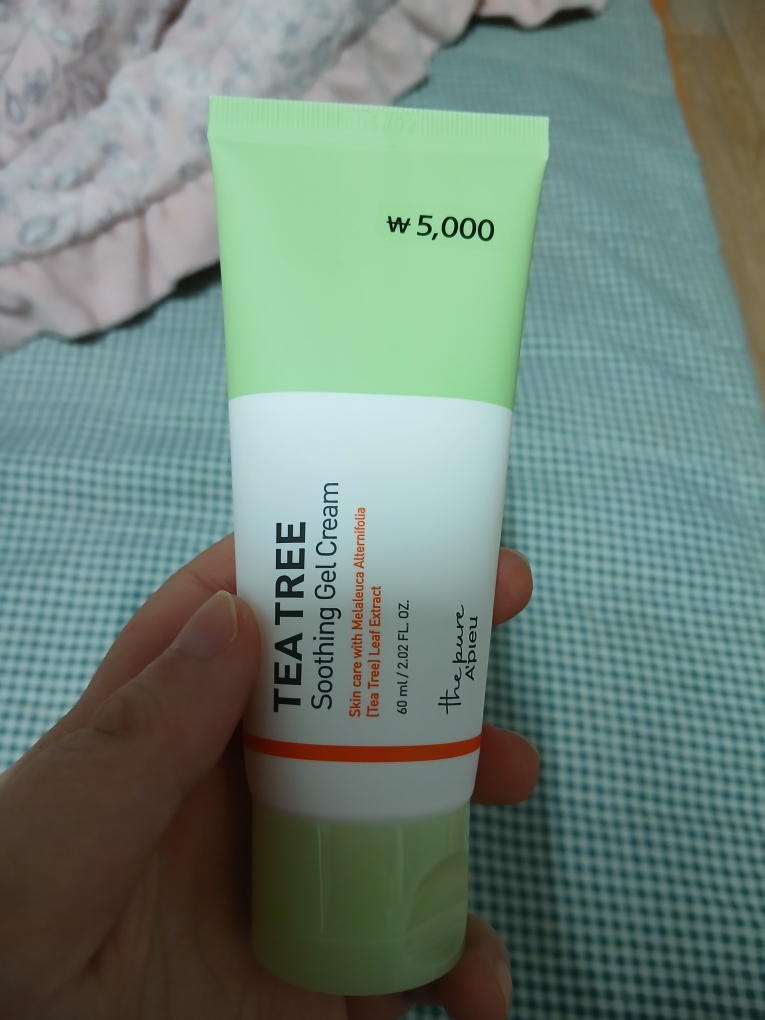 ₩ 5,000
TEA TREE
Soothing Gel Cream
Skin care with Melaleuca Alternifolia
(Tea Tree) Leaf Extract
60 ml / 2.02 FL. OZ.
the pure
A'PIEU